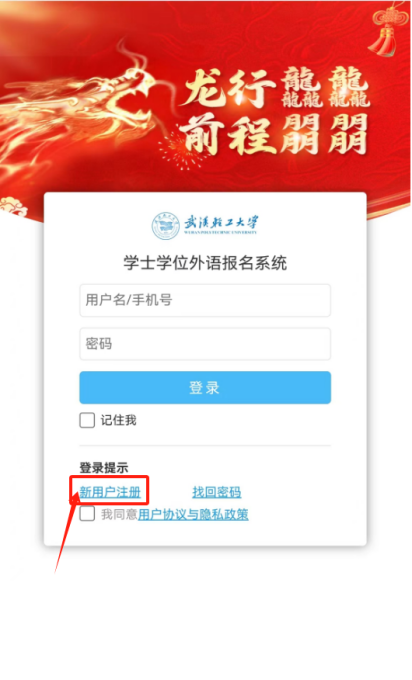 龙行龘龘
前程朤朤
武汉轻工大学
WUHAN POLYTECHNIC UNIVERSITY
学士学位外语报名系统
用户名/手机号
密码
登录
记住我
登录提示
新用户注册 找回密码
我同意用户协议与隐私政策